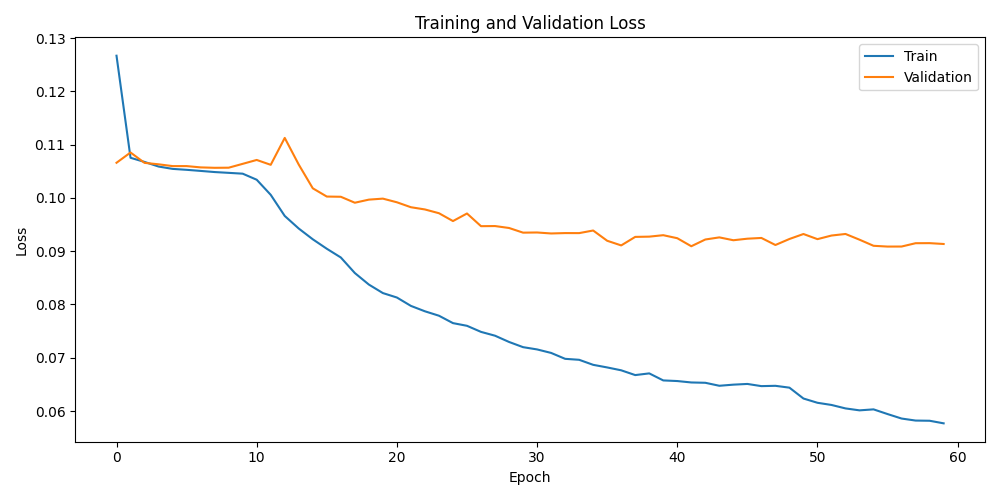 Training and Validation Loss
Train
Validation
Loss
0.13
0.12
0.11
0.10
0.09
0.08
0.07
0.06
0 10 20 30 40 50 60
Epoch